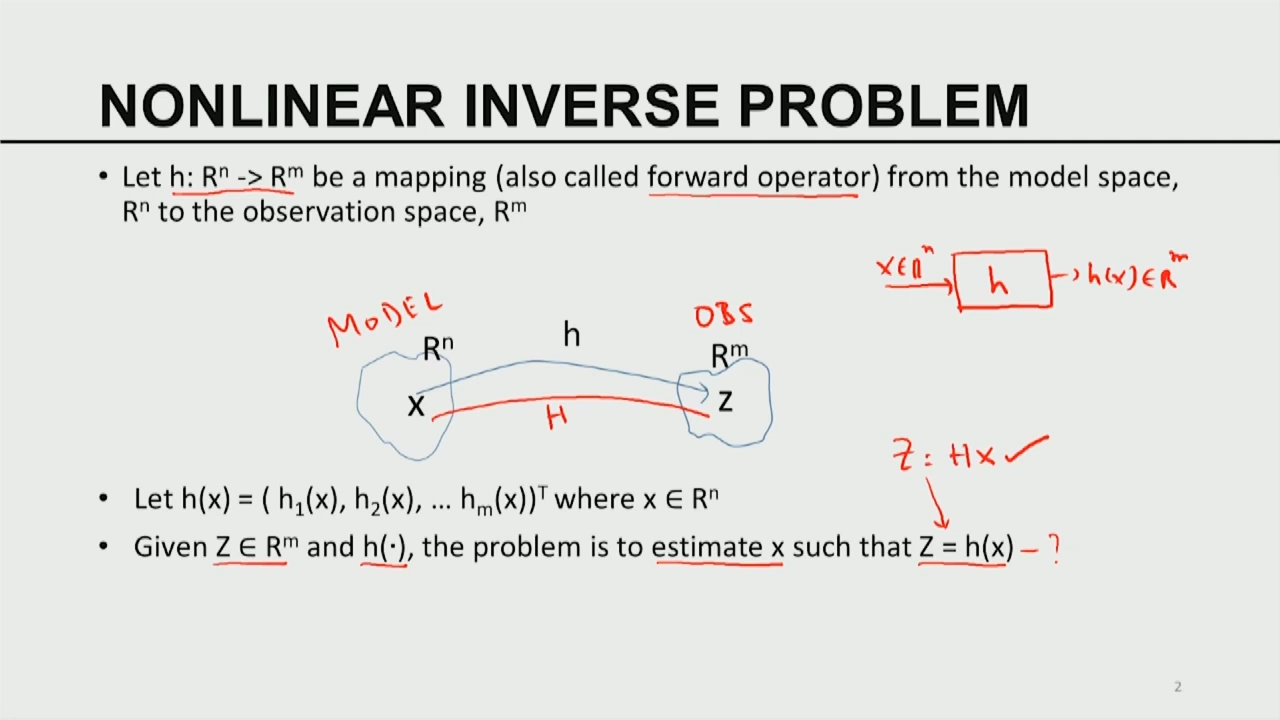 NONLINEAR INVERSE PROBLEM
• Let h: Rⁿ -> Rᵐ be a mapping (also called forward operator) from the model space,
Rⁿ to the observation space, Rᵐ
x∈Rⁿ h → h(x)∈Rᵐ
MODEL OBS
Rⁿ h Rᵐ
x H Z
Z = Hx ✓
• Let h(x) = ( h₁(x), h₂(x), ... hₘ(x))ᵀ where x ∈ Rⁿ
• Given Z ∈ Rᵐ and h(·), the problem is to estimate x such that Z = h(x) – ?
2